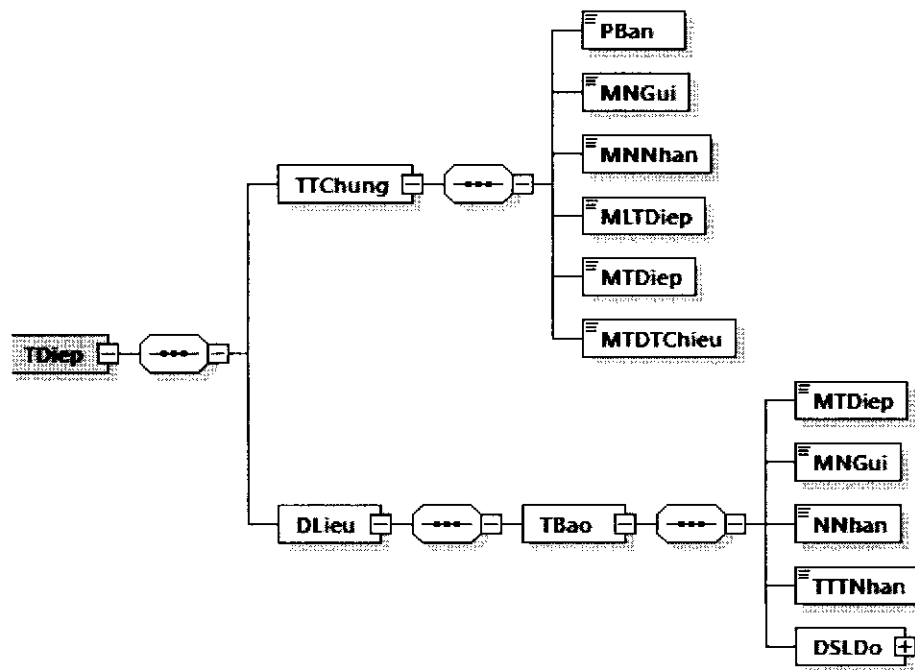 PBan
MNGui
MNNhan
TTChung
MLTDiep
MTDiep
MTDTChieu
TDiep
MTDiep
MNGui
DLieu
TBao
NNhan
TTTNhan
DSLDo